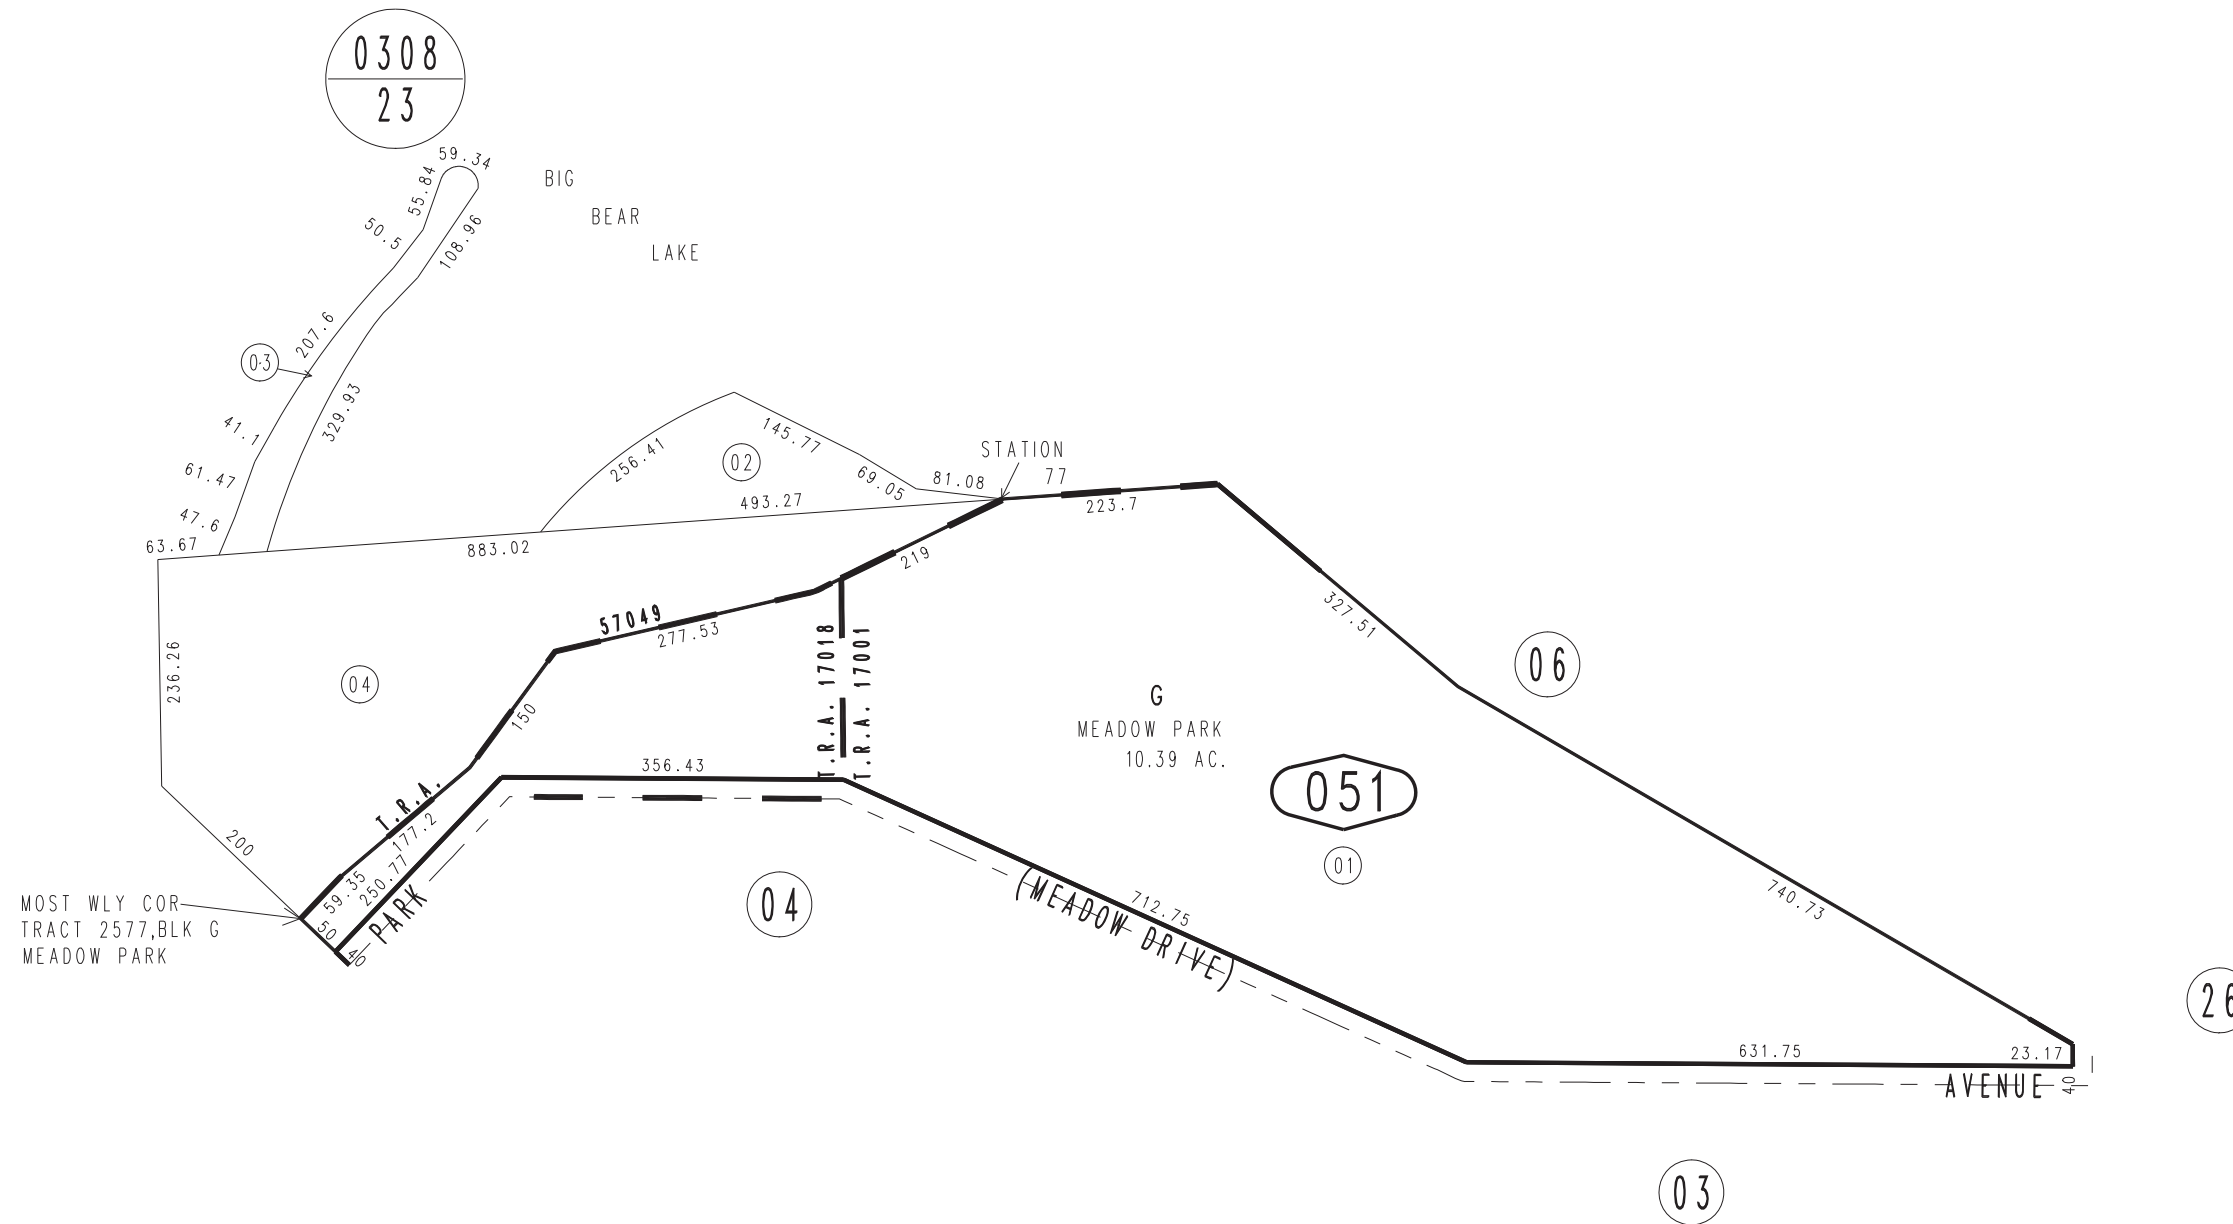 0308
23
59.34
55.84
50.5
108.96
BIG
BEAR
LAKE
207.6
03
329.93
41.1
61.47
47.6
63.67
256.41
02
145.77
69.05
81.08
STATION
77
493.27
883.02
223.7
219
57049
277.53
236.26
04
150
T.R.A. 17018
T.R.A. 17001
327.51
06
G
MEADOW PARK
10.39 AC.
051
01
356.43
T.R.A.
177.2
200
59.35
250.77
MOST WLY COR
TRACT 2577,BLK G
MEADOW PARK
50
40
PARK
04
712.75
(MEADOW DRIVE)
740.73
26
631.75
23.17
AVENUE
40
03